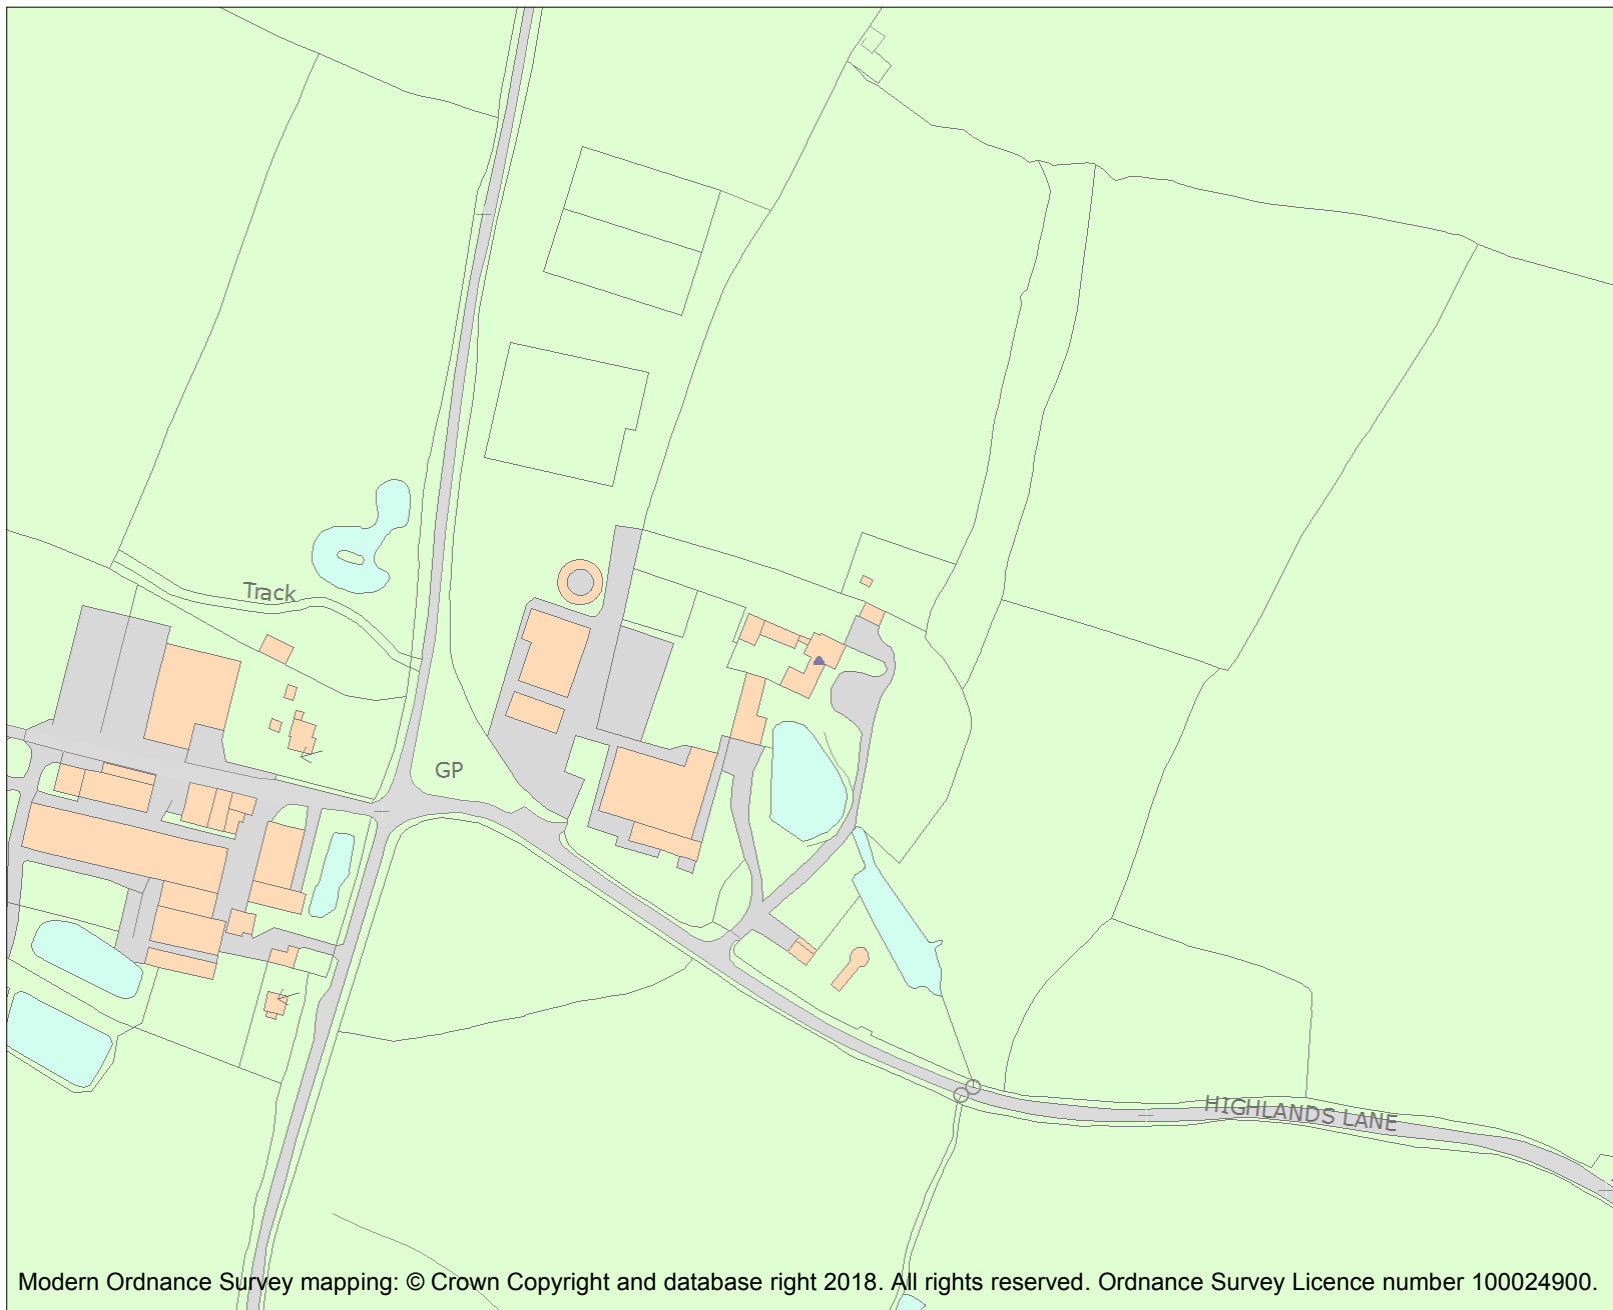 Track
GP
HIGHLANDS LANE
Modern Ordnance Survey mapping: © Crown Copyright and database right 2018. All rights reserved. Ordnance Survey Licence number 100024900.